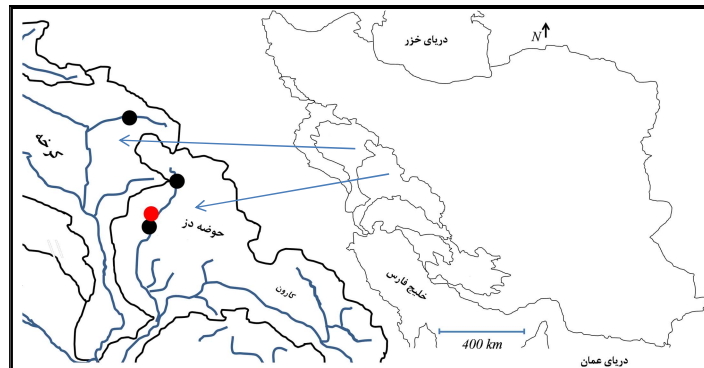 دریای خزر
N
کرخه
حوضه دز
کارون
خلیج فارس
400 km
دریای عمان